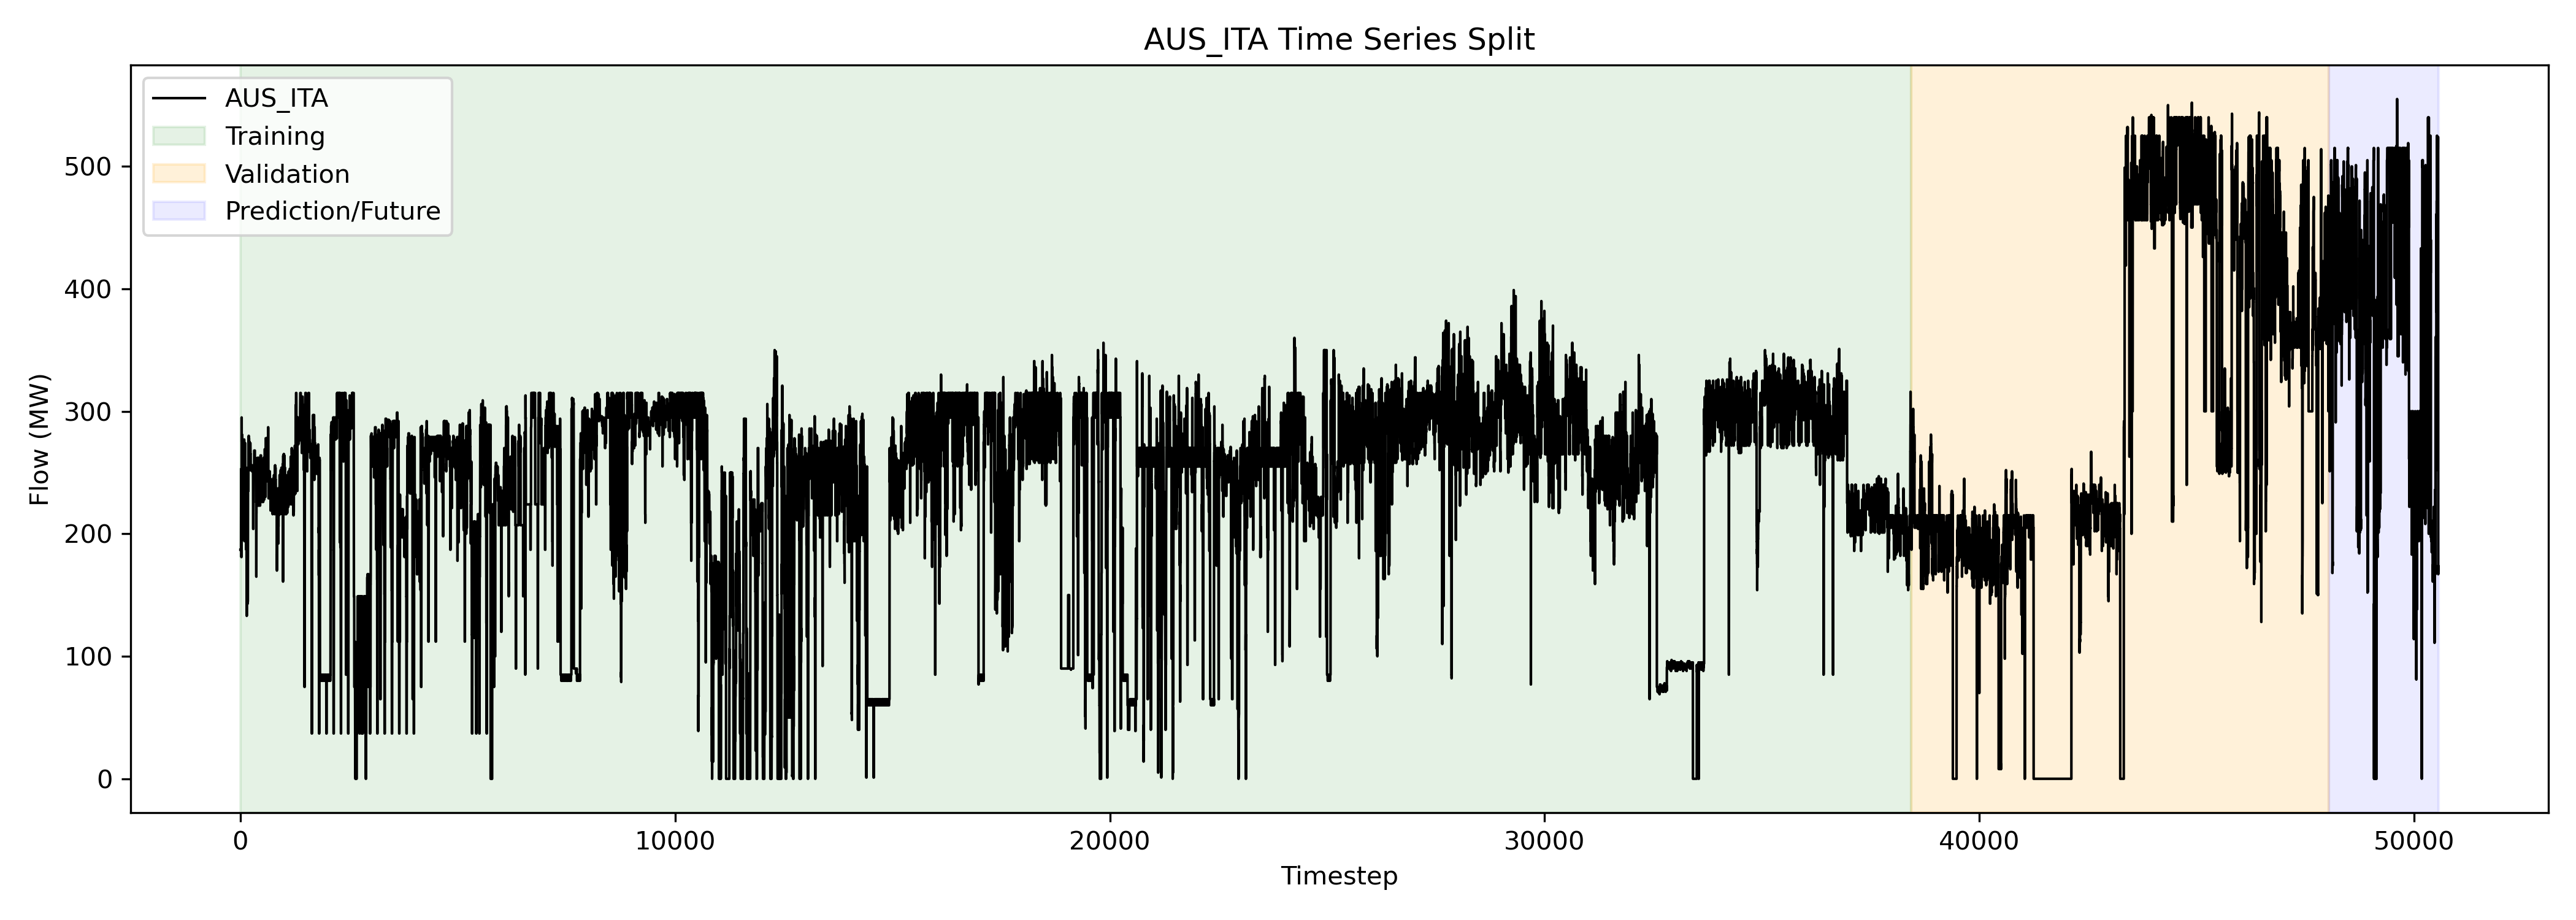 AUS_ITA Time Series Split
AUS_ITA
Training
Validation
Prediction/Future
Flow (MW)
500
400
300
200
100
0
0 10000 20000 30000 40000 50000
Timestep